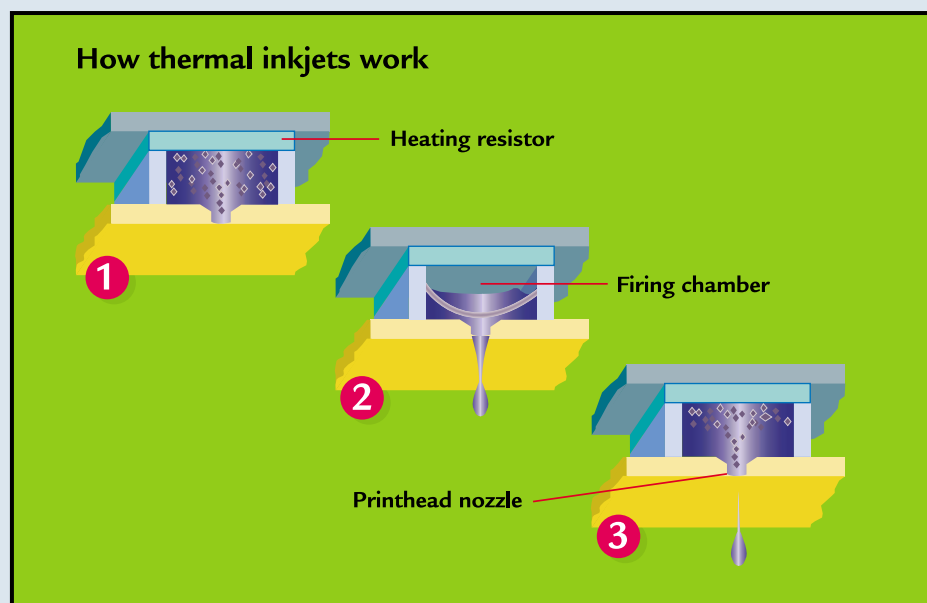 How thermal inkjets work
Heating resistor
1
Firing chamber
2
Printhead nozzle
3